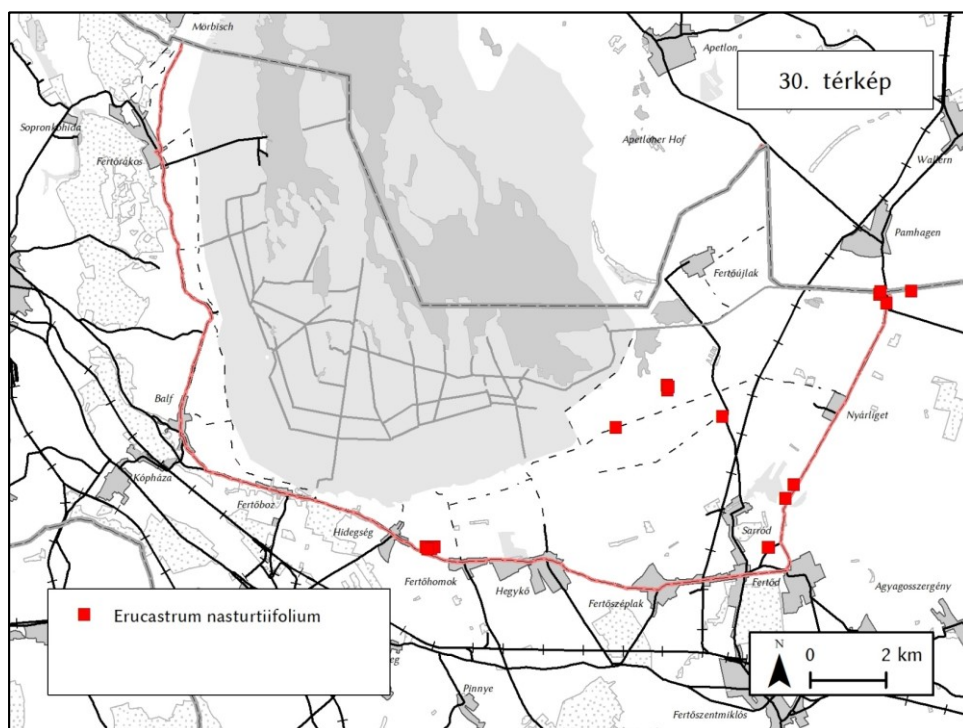 Mörbisch
Apetlon
30. térkép
Sopronkőhida
Fertőrákos
Apetloner Hof
Wallern
Pamhagen
Fertőújlak
Balf
Nyárliget
Kópháza
Fertőboz
Hidegség
Sarród
Fertőhomok
Hegykő
Fertőszéplak
Fertőd
Agyagosszergény
Erucastrum nasturtiifolium
N
0 2 km
eg
Pinnye
Fertőszentmiklós